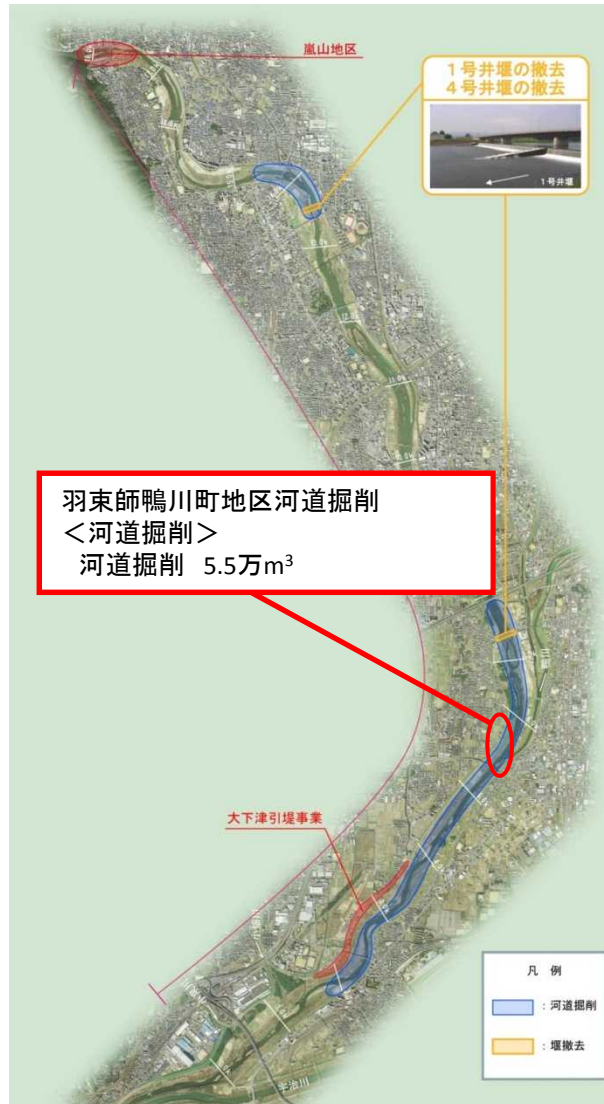 嵐山地区
1号井堰の撤去
4号井堰の撤去
1号井堰
羽束師鴨川町地区河道掘削
＜河道掘削＞
河道掘削 5.5万m³
大下津引堤事業
凡 例
：河道掘削
：堰撤去
宇治川